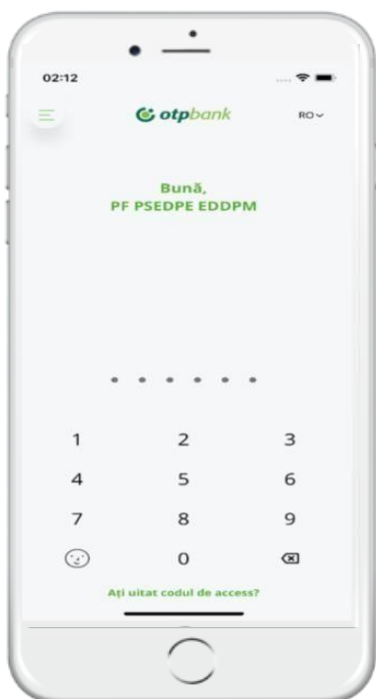 02:12
otpbank RO
Bună,
PF PSEDPE EDDPM
1 2 3
4 5 6
7 8 9
0
Ați uitat codul de access?